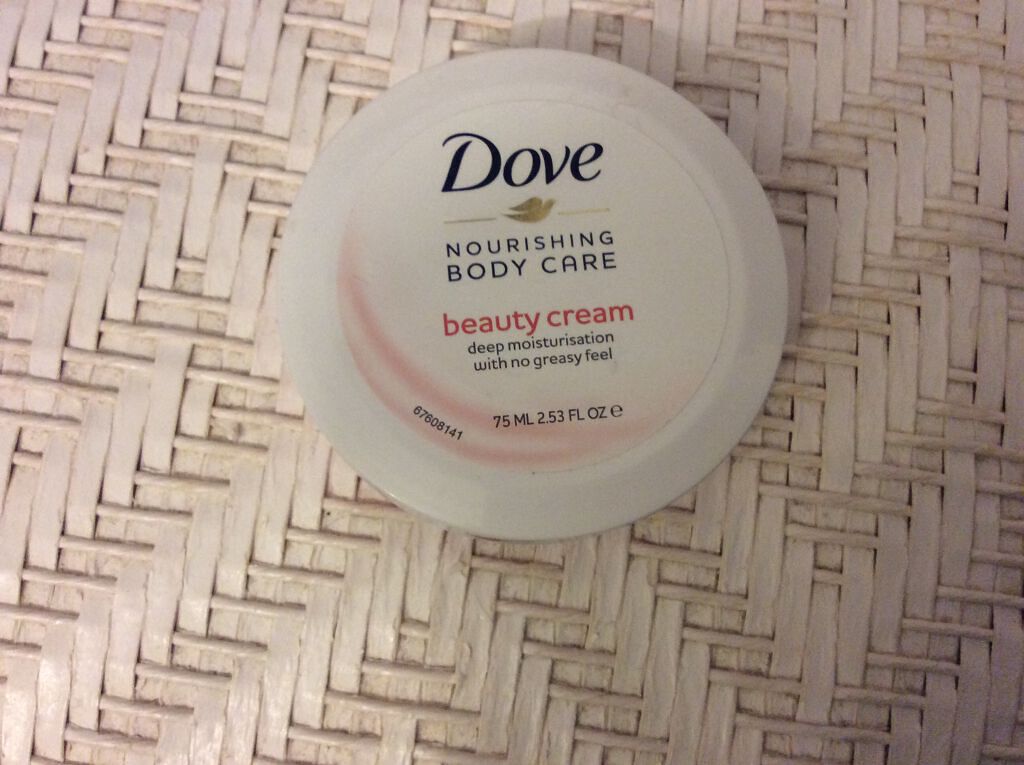 Dove
NOURISHING
BODY CARE
beauty cream
deep moisturisation
with no greasy feel
75 ML 2.53 FL OZ ℮
67608141